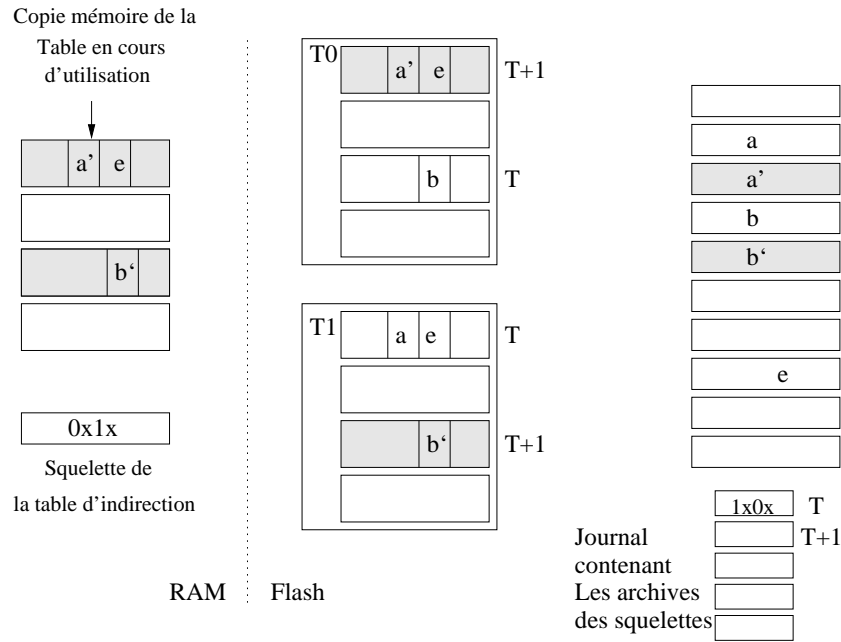 Copie mémoire de la
Table en cours
d'utilisation
a' e
b‘
0x1x
Squelette de
la table d'indirection
RAM
Flash
T0
a' e
T+1
b
T
T1
a e
T
b‘
T+1
a
a'
b
b‘
e
1x0x T
T+1
Journal
contenant
Les archives
des squelettes